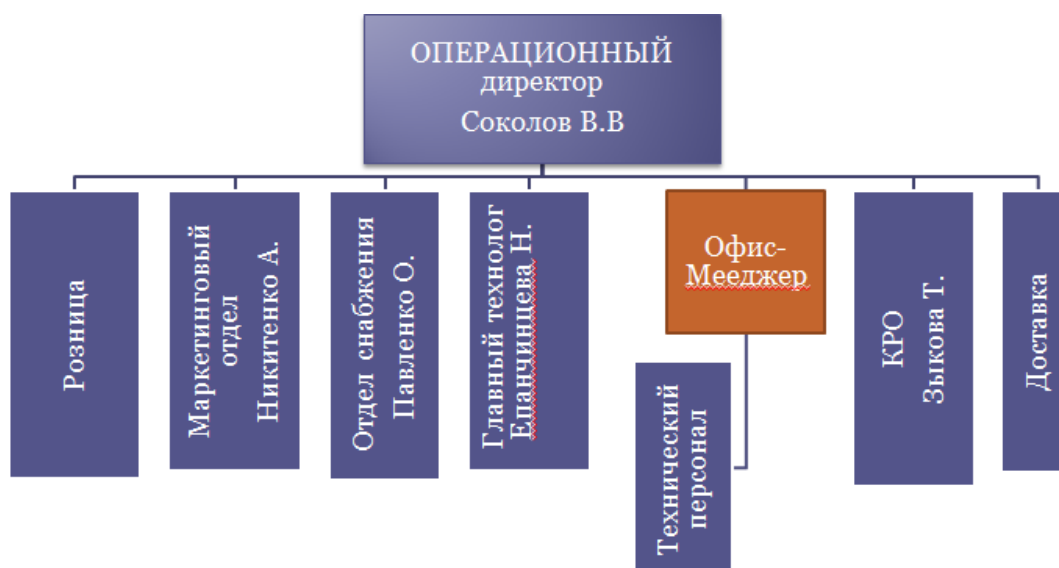 ОПЕРАЦИОННЫЙ
директор
Соколов В.В
Розница
Маркетинговый
отдел
Никитенко А.
Отдел снабжения
Павленко О.
Главный технолог
Епанчинцева Н.
Офис-
Мееджер
Технический
персонал
КРО
Зыкова Т.
Доставка